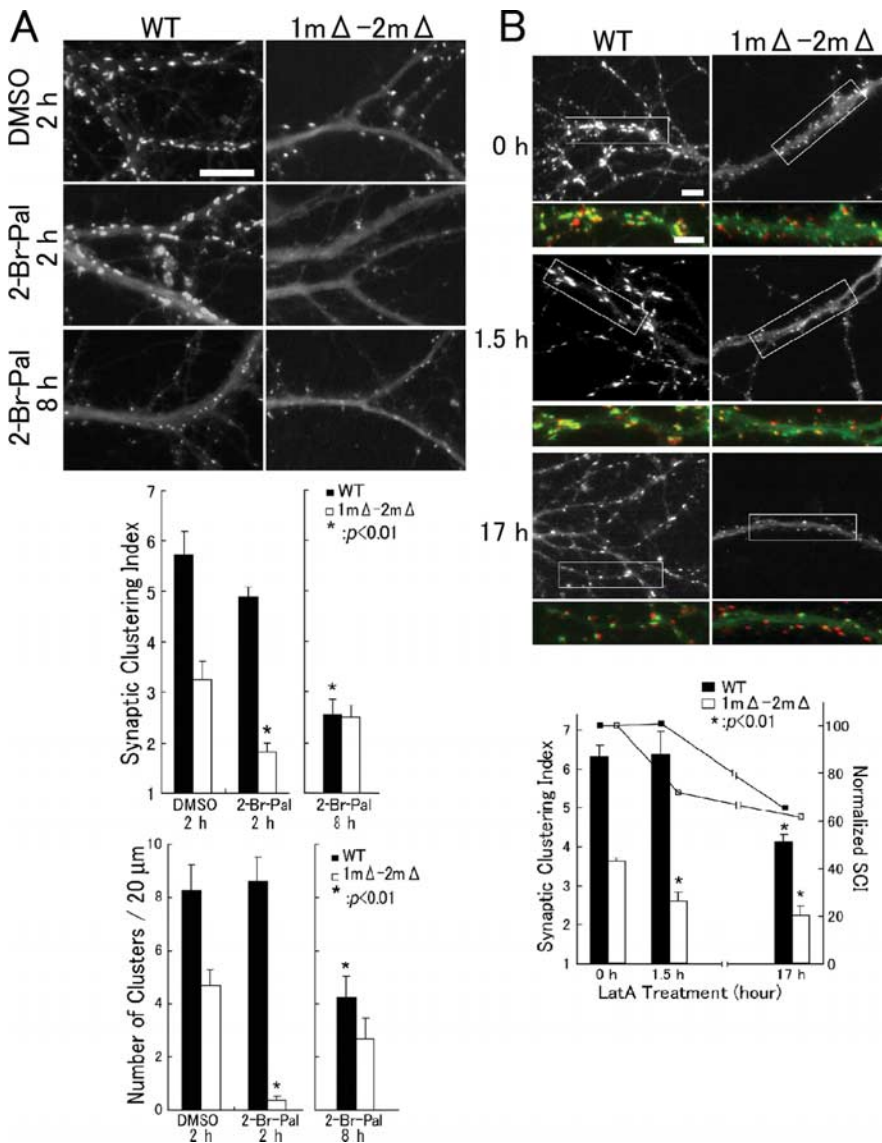 A
WT 1mΔ-2mΔ
DMSO
2 h
2-Br-Pal
2 h
2-Br-Pal
8 h
Synaptic Clustering Index
7
6
5
4
3
2
1
WT
1mΔ-2mΔ
* :p<0.01
*
*
DMSO
2 h
2-Br-Pal
2 h
2-Br-Pal
8 h
Number of Clusters / 20 μm
10
8
6
4
2
0
WT
1mΔ-2mΔ
* :p<0.01
*
*
DMSO
2 h
2-Br-Pal
2 h
2-Br-Pal
8 h
B
WT 1mΔ-2mΔ
0 h
1.5 h
17 h
WT
1mΔ-2mΔ
* :p<0.01
Synaptic Clustering Index
7
6
5
4
3
2
1
100
80
60
40
20
0
Normalized SCI
*
*
*
0 h 1.5 h 17 h
LatA Treatment (hour)